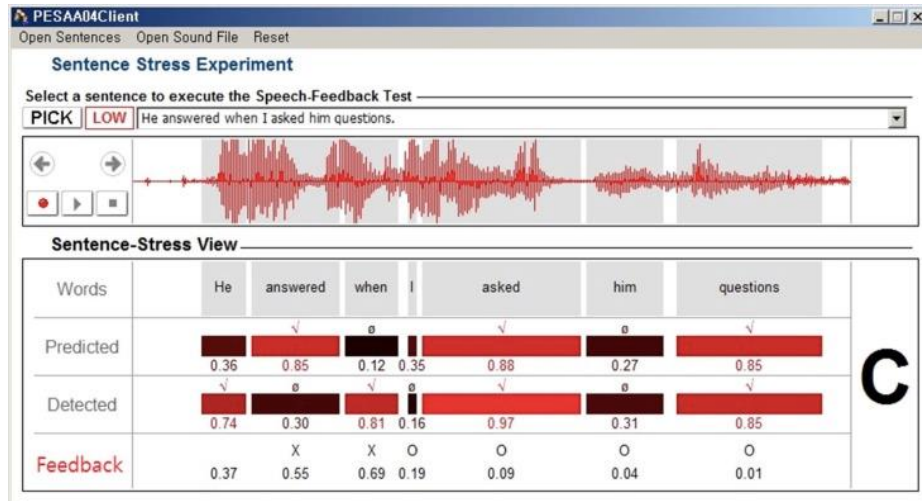 PESAA04Client
Open Sentences Open Sound File Reset
Sentence Stress Experiment
Select a sentence to execute the Speech-Feedback Test
PICK LOW He answered when I asked him questions.
Sentence-Stress View
Words He answered when I asked him questions
√ ø √ ø √
Predicted
0.36 0.85 0.12 0.35 0.88 0.27 0.85
√ ø √ ø √ ø √
Detected
0.74 0.30 0.81 0.16 0.97 0.31 0.85
X X O O O O
Feedback
0.37 0.55 0.69 0.19 0.09 0.04 0.01
C